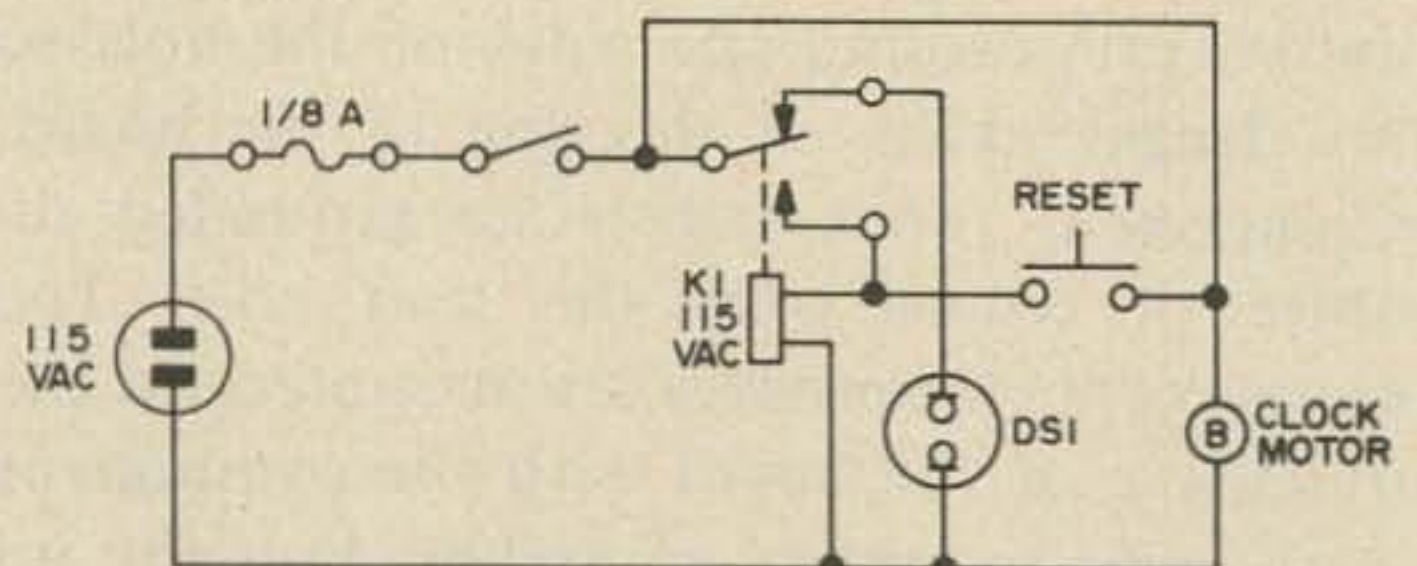 1/8 A
RESET
K1
115
VAC
115
VAC
DS1
B
CLOCK
MOTOR